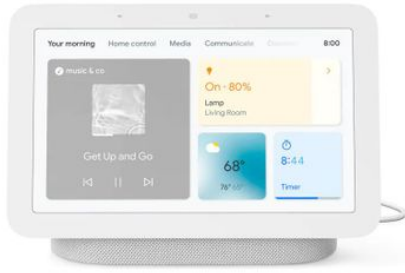 Your morning Home control Media Communicate 8:00
music & co
Get Up and Go
On · 80%
Lamp
Living Room
68°
76° 60°
8:44
Timer